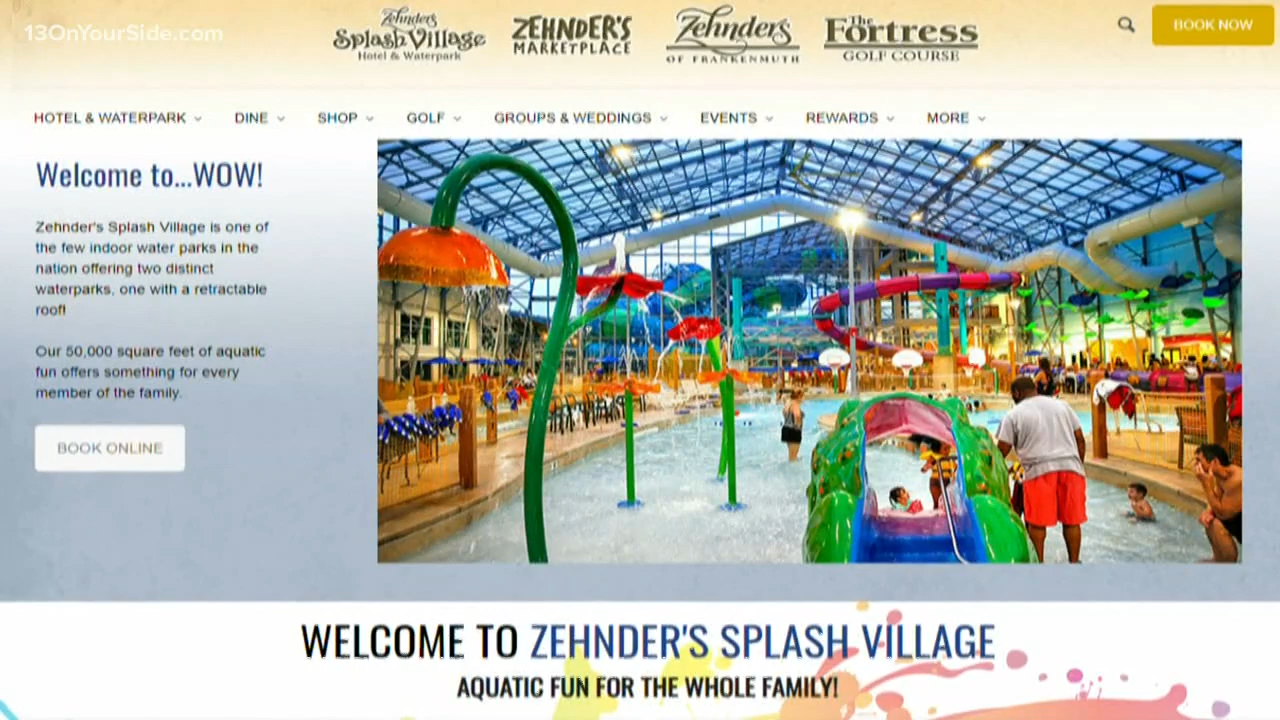 13OnYourSide.com
Zehnders
Splash Village
Hotel & Waterpark
ZEHNDER'S
MARKETPLACE
Zehnders
OF FRANKENMUTH
The
Fortress
GOLF COURSE
BOOK NOW
HOTEL & WATERPARK DINE SHOP GOLF GROUPS & WEDDINGS EVENTS REWARDS MORE
Welcome to...WOW!
Zehnder's Splash Village is one of
the few indoor water parks in the
nation offering two distinct
waterparks, one with a retractable
roof!
Our 50,000 square feet of aquatic
fun offers something for every
member of the family.
BOOK ONLINE
WELCOME TO ZEHNDER'S SPLASH VILLAGE
AQUATIC FUN FOR THE WHOLE FAMILY!